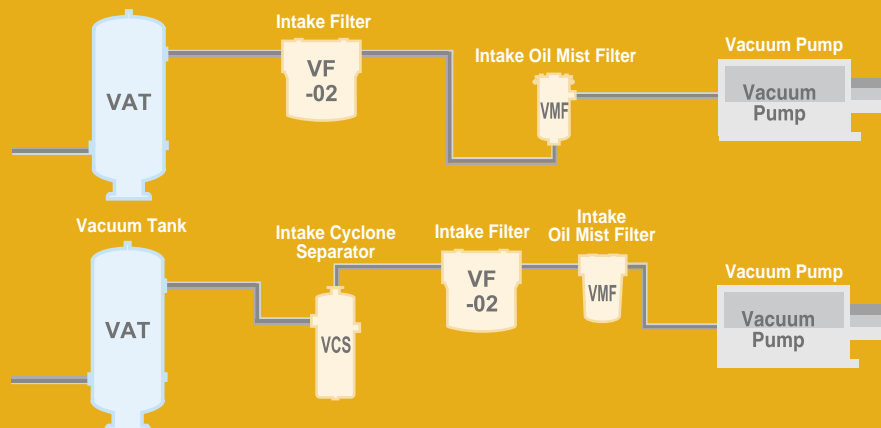 Intake Filter
Vacuum Pump
Intake Oil Mist Filter
VAT
VF
-02
VMF
Vacuum
Pump
Vacuum Tank
Intake Cyclone
Separator
Intake Filter
Intake
Oil Mist Filter
Vacuum Pump
VAT
VCS
VF
-02
VMF
Vacuum
Pump